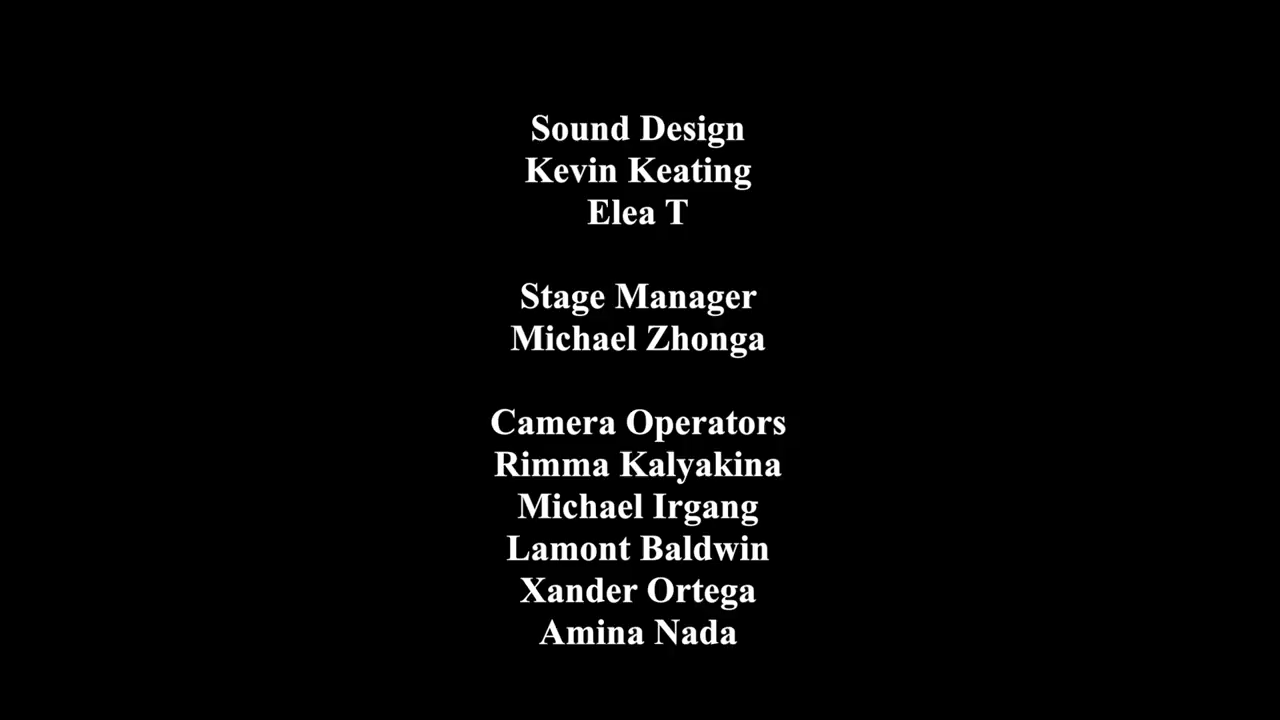 Sound Design
Kevin Keating
Elea T
Stage Manager
Michael Zhonga
Camera Operators
Rimma Kalyakina
Michael Irgang
Lamont Baldwin
Xander Ortega
Amina Nada